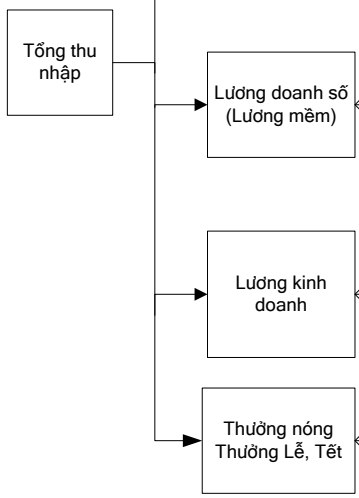 Tổng thu
nhập
Lương doanh số
(Lương mềm)
Lương kinh
doanh
Thưởng nóng
Thưởng Lễ, Tết